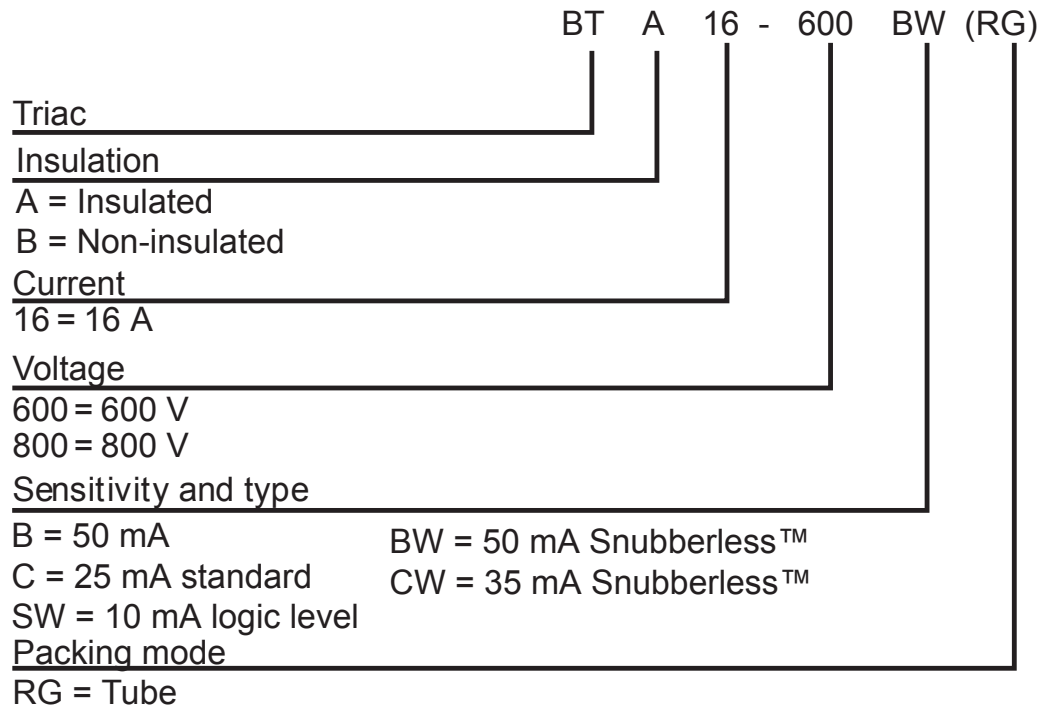 BT A 16 - 600 BW (RG)
Triac
Insulation
A = Insulated
B = Non-insulated
Current
16 = 16 A
Voltage
600 = 600 V
800 = 800 V
Sensitivity and type
B = 50 mA
BW = 50 mA Snubberless™
C = 25 mA standard
CW = 35 mA Snubberless™
SW = 10 mA logic level
Packing mode
RG = Tube